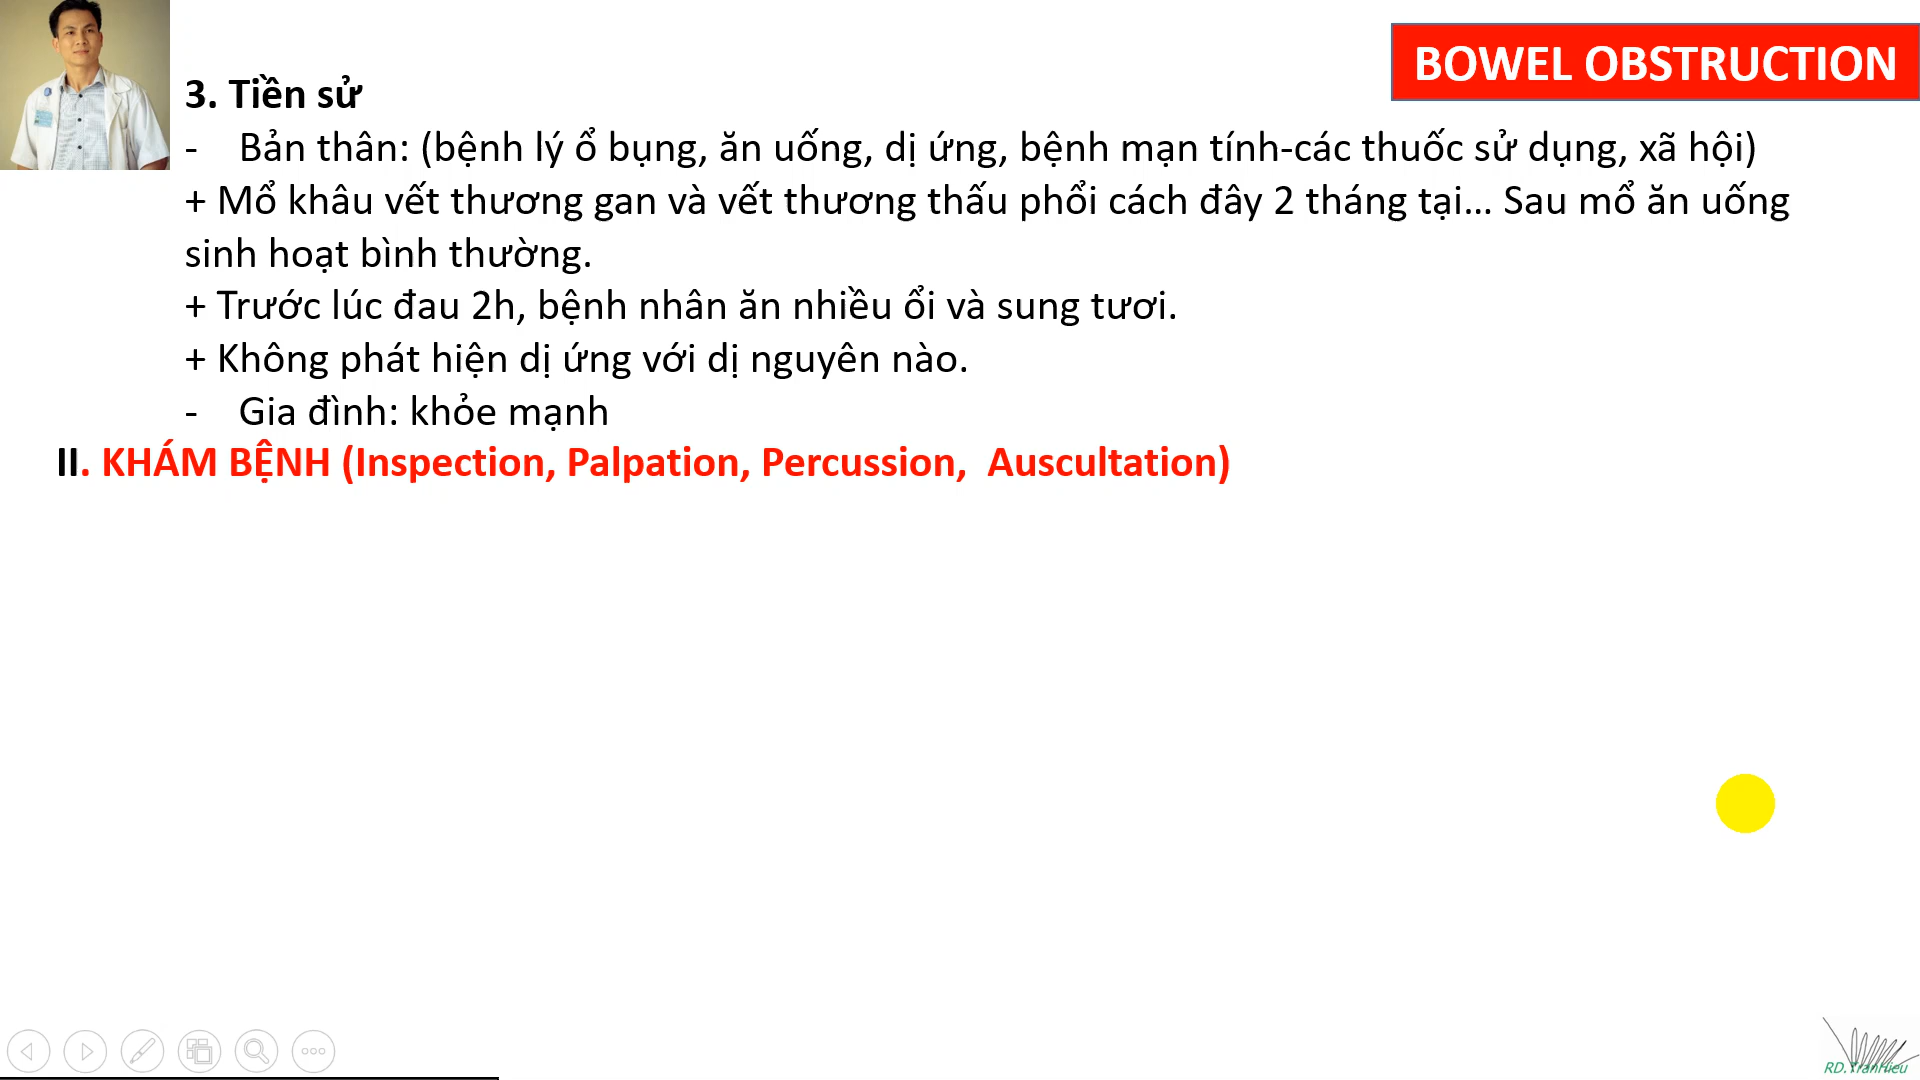 BOWEL OBSTRUCTION
3. Tiền sử
- Bản thân: (bệnh lý ổ bụng, ăn uống, dị ứng, bệnh mạn tính-các thuốc sử dụng, xã hội)
+ Mổ khâu vết thương gan và vết thương thấu phổi cách đây 2 tháng tại... Sau mổ ăn uống
sinh hoạt bình thường.
+ Trước lúc đau 2h, bệnh nhân ăn nhiều ổi và sung tươi.
+ Không phát hiện dị ứng với dị nguyên nào.
- Gia đình: khỏe mạnh
II. KHÁM BỆNH (Inspection, Palpation, Percussion, Auscultation)
RD.TranHieu